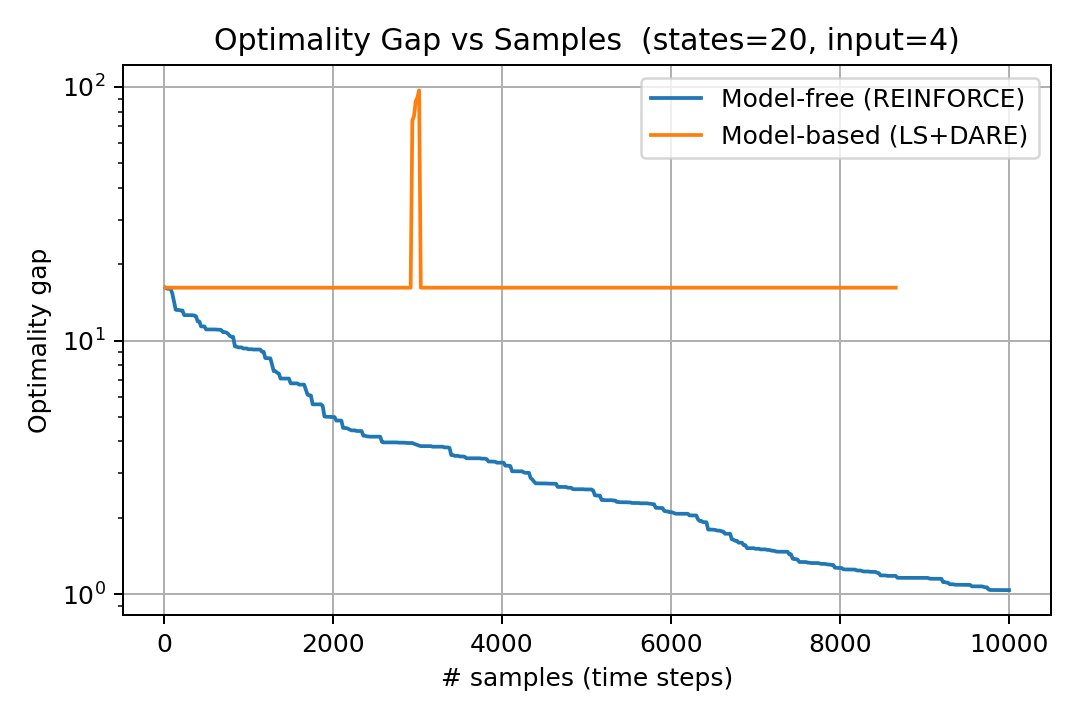 Optimality Gap vs Samples (states=20, input=4)
Model-free (REINFORCE)
Model-based (LS+DARE)
Optimality gap
10²
10¹
10⁰
0 2000 4000 6000 8000 10000
# samples (time steps)